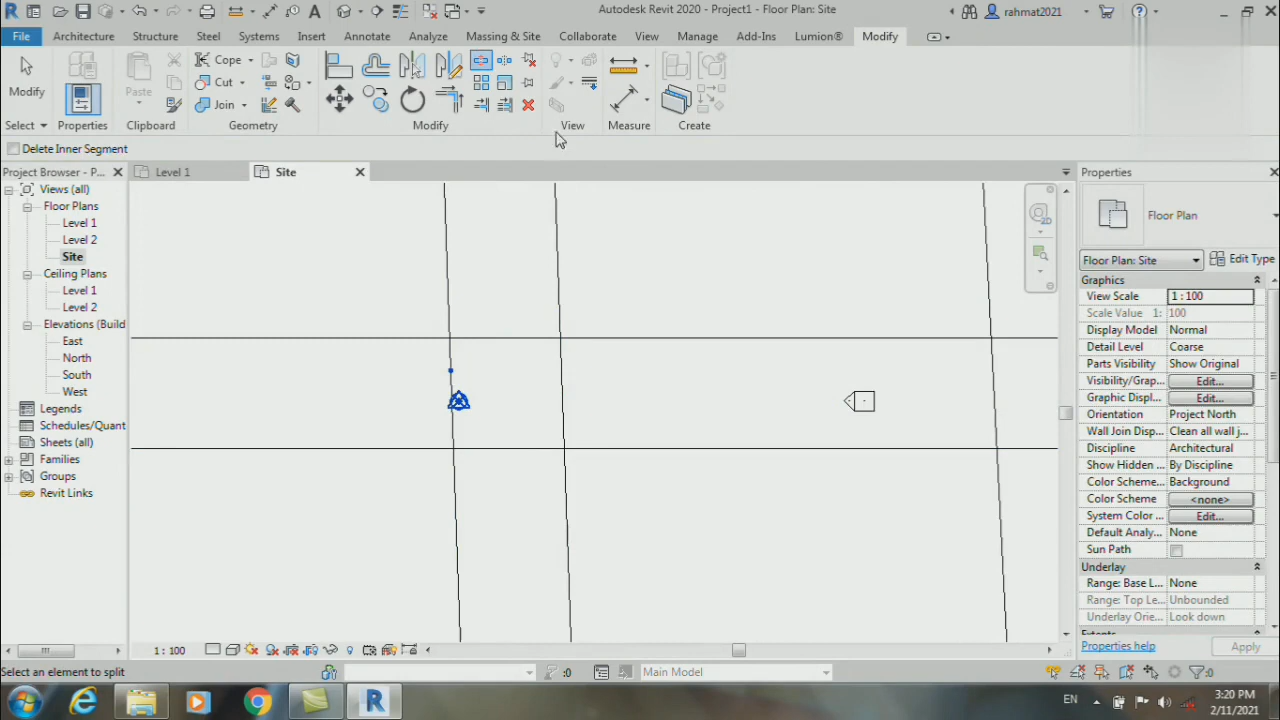 Autodesk Revit 2020 - Project1 - Floor Plan: Site
rahmat2021
File
Architecture
Structure
Steel
Systems
Insert
Annotate
Analyze
Massing & Site
Collaborate
View
Manage
Add-Ins
Lumion®
Modify
Modify
Paste
Cope
Cut
Join
Select
Properties
Clipboard
Geometry
Modify
View
Measure
Create
Delete Inner Segment
Project Browser - P...
Level 1
Site
Properties
Views (all)
Floor Plans
Level 1
Level 2
Site
Ceiling Plans
Level 1
Level 2
Elevations (Build
East
North
South
West
Legends
Schedules/Quant
Sheets (all)
Families
Groups
Revit Links
2D
Floor Plan
Floor Plan: Site
Edit Type
Graphics
View Scale 1 : 100
Scale Value 1: 100
Display Model Normal
Detail Level Coarse
Parts Visibility Show Original
Visibility/Grap... Edit...
Graphic Displ... Edit...
Orientation Project North
Wall Join Disp... Clean all wall j...
Discipline Architectural
Show Hidden ... By Discipline
Color Scheme... Background
Color Scheme <none>
System Color ... Edit...
Default Analy... None
Sun Path
Underlay
Range: Base L... None
Range: Top Le... Unbounded
Underlay Orie... Look down
Extents
Properties help
Apply
1 : 100
Select an element to split
:0
Main Model
:0
EN
3:20 PM
2/11/2021